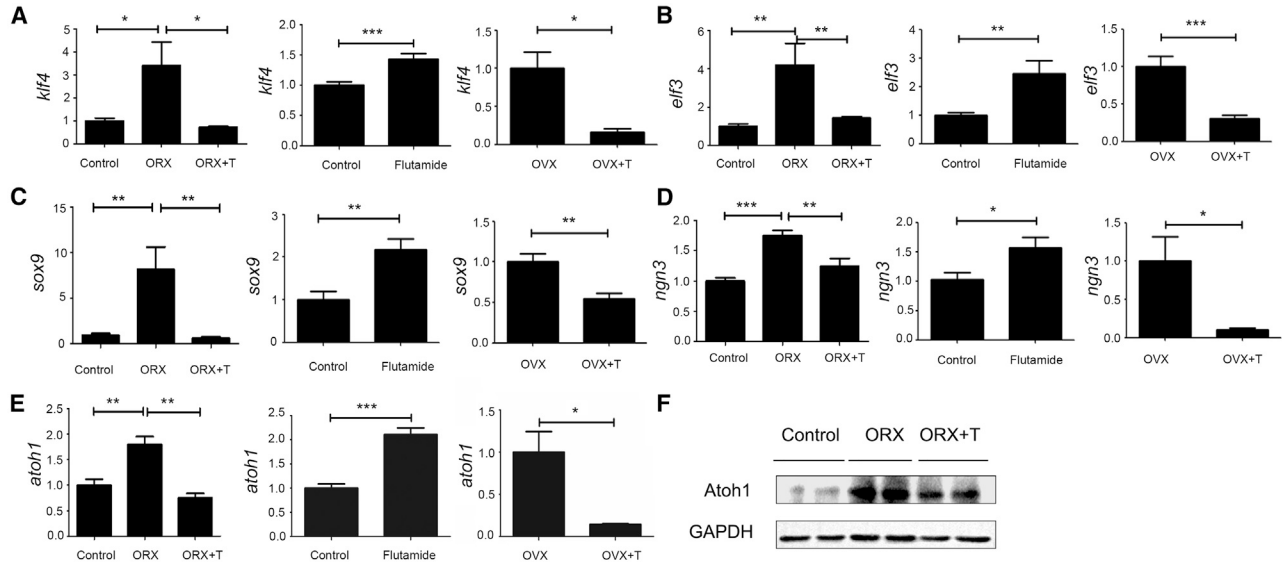 A
* *
klf4
5
4
3
2
1
0
Control ORX ORX+T
***
klf4
2.0
1.5
1.0
0.5
0.0
Control Flutamide
*
klf4
1.5
1.0
0.5
0.0
OVX OVX+T
B
** **
elf3
6
4
2
0
Control ORX ORX+T
**
elf3
4
3
2
1
0
Control Flutamide
***
elf3
1.5
1.0
0.5
0.0
OVX OVX+T
C
** **
sox9
15
10
5
0
Control ORX ORX+T
**
sox9
3
2
1
0
Control Flutamide
**
sox9
1.5
1.0
0.5
0.0
OVX OVX+T
D
*** **
ngn3
2.0
1.5
1.0
0.5
0.0
Control ORX ORX+T
*
ngn3
2.0
1.5
1.0
0.5
0.0
Control Flutamide
*
ngn3
1.5
1.0
0.5
0.0
OVX OVX+T
E
** **
atoh1
2.5
2.0
1.5
1.0
0.5
0.0
Control ORX ORX+T
***
atoh1
2.5
2.0
1.5
1.0
0.5
0.0
Control Flutamide
*
atoh1
1.5
1.0
0.5
0.0
OVX OVX+T
F
Control ORX ORX+T
Atoh1
GAPDH